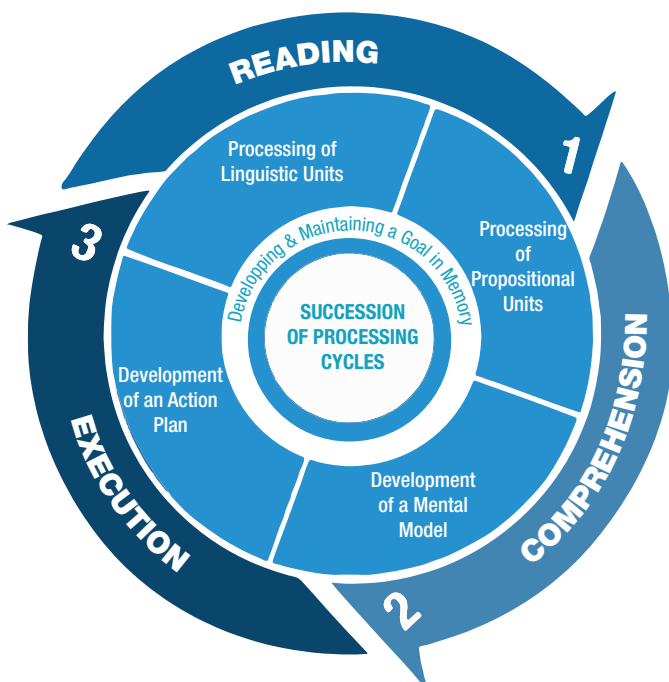 READING
1
Processing of
Linguistic Units
Processing
of
Propositional
Units
Developping & Maintaining a Goal in Memory
SUCCESSION
OF PROCESSING
CYCLES
COMPREHENSION
2
Development
of a Mental
Model
EXECUTION
3
Development
of an Action
Plan